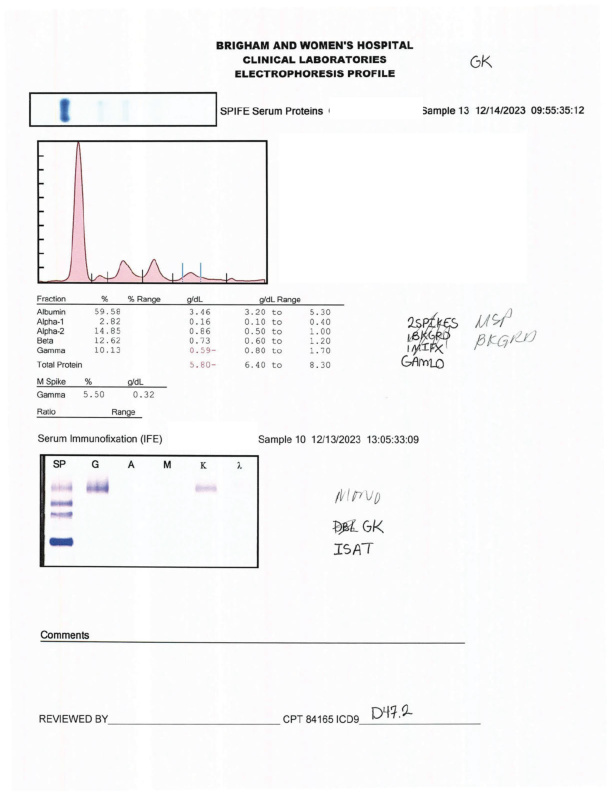 BRIGHAM AND WOMEN'S HOSPITAL
CLINICAL LABORATORIES
ELECTROPHORESIS PROFILE
GK
SPIFE Serum Proteins Sample 13 12/14/2023 09:55:35:12
Fraction % % Range g/dL g/dL Range
Albumin 59.58 3.46 3.20 to 5.30
Alpha-1 2.82 0.16 0.10 to 0.40
Alpha-2 14.85 0.86 0.50 to 1.00
Beta 12.62 0.73 0.60 to 1.20
Gamma 10.13 0.59- 0.80 to 1.70
Total Protein 5.80- 6.40 to 8.30
2SPIKES MSP
1BKGRD BKGRD
1MIFX
GAMLO
M Spike % g/dL
Gamma 5.50 0.32
Ratio Range
Serum Immunofixation (IFE) Sample 10 12/13/2023 13:05:33:09
SP G A M K λ
MONO
DBL GK
ISAT
Comments
REVIEWED BY CPT 84165 ICD9 D47.2